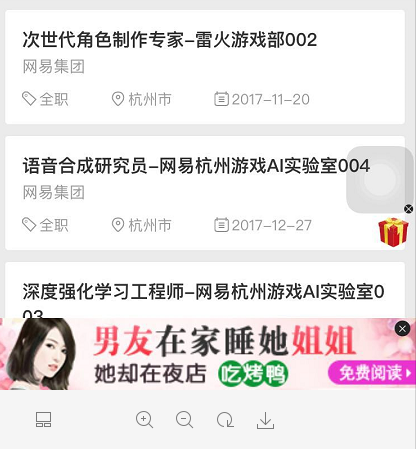 次世代角色制作专家-雷火游戏部002
网易集团
全职 杭州市 2017-11-20
语音合成研究员-网易杭州游戏AI实验室004
网易集团
全职 杭州市 2017-12-27
深度强化学习工程师-网易杭州游戏AI实验室0
03
男友在家睡她姐姐
她却在夜店 吃烤鸭
免费阅读